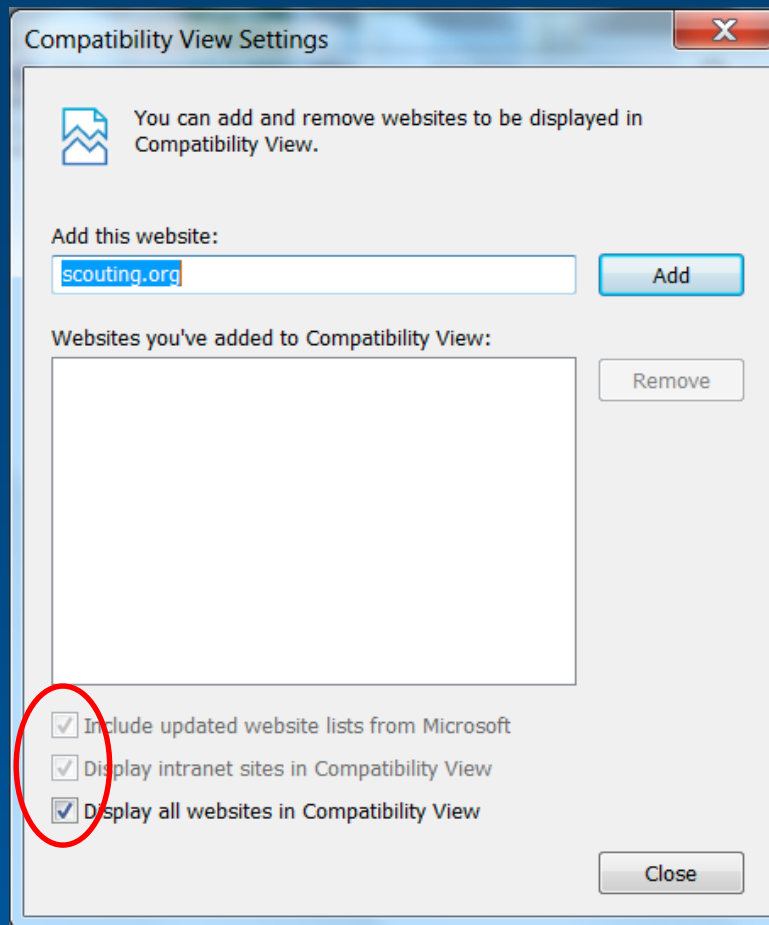 Compatibility View Settings
X
You can add and remove websites to be displayed in
Compatibility View.
Add this website:
scouting.org
Add
Websites you've added to Compatibility View:
Remove
Include updated website lists from Microsoft
Display intranet sites in Compatibility View
Display all websites in Compatibility View
Close